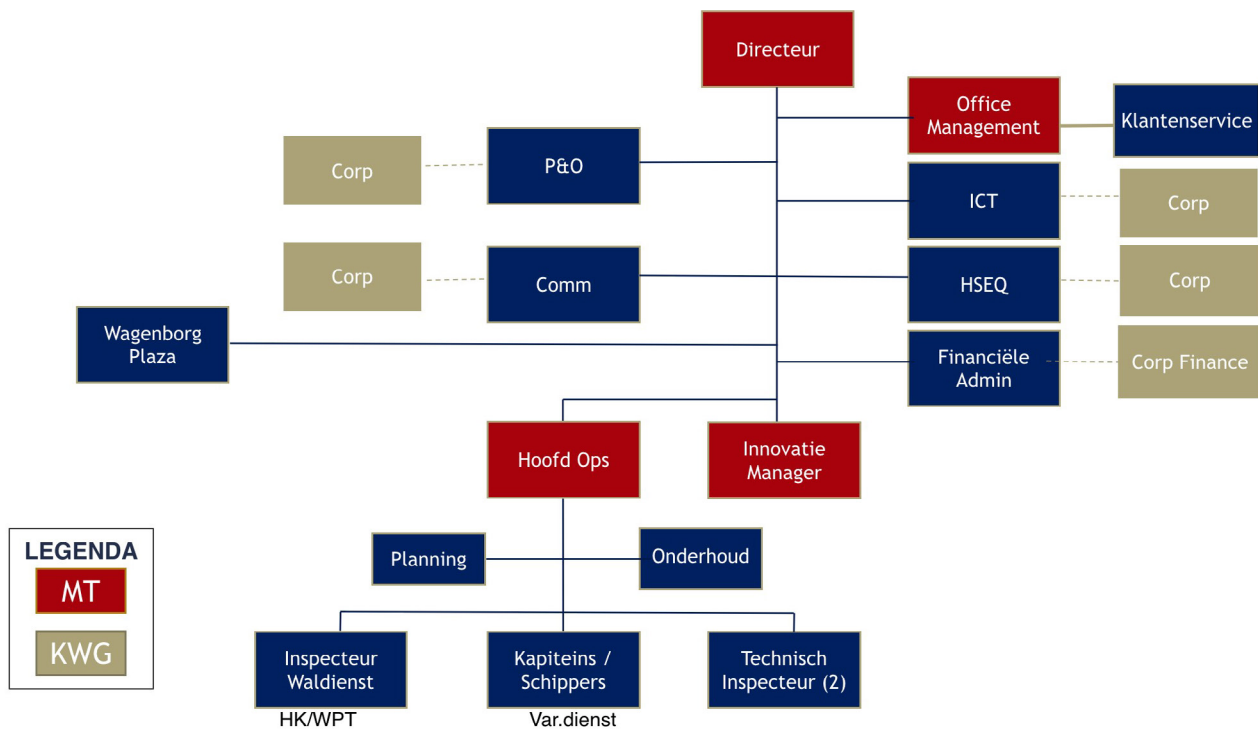 Directeur
Office
Management
Klantenservice
Corp
P&O
ICT
Corp
Corp
Comm
HSEQ
Corp
Wagenborg
Plaza
Financiële
Admin
Corp Finance
Hoofd Ops
Innovatie
Manager
LEGENDA
MT
KWG
Planning
Onderhoud
Inspecteur
Waldienst
HK/WPT
Kapiteins /
Schippers
Var.dienst
Technisch
Inspecteur (2)